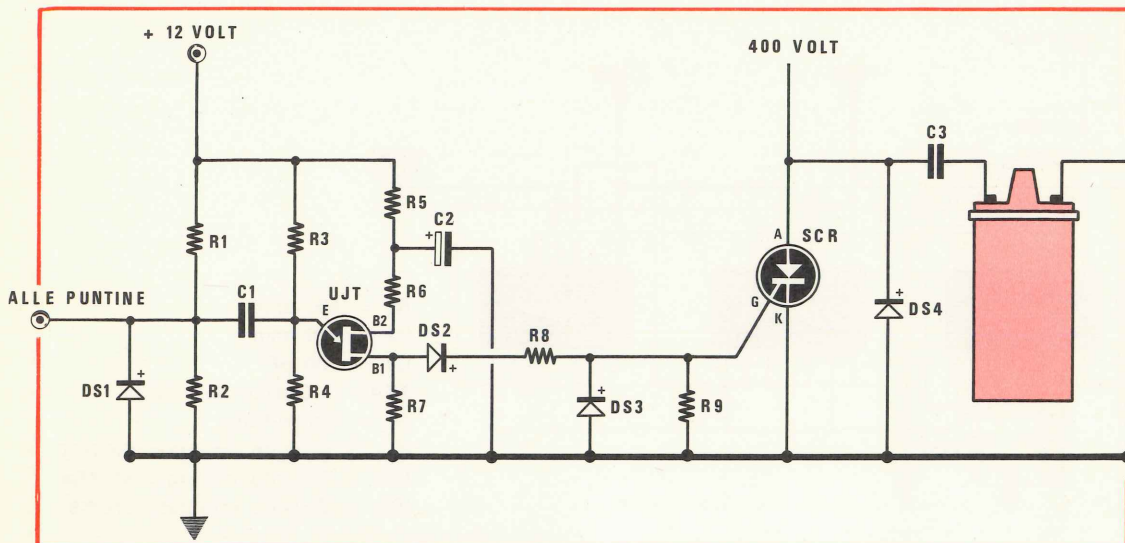 + 12 VOLT
400 VOLT
C3
R5
C2
+
R1
R3
A
SCR
ALLE PUNTINE
C1
UJT
R6
G
K
E
B2
DS2
R8
+
DS4
B1
+
DS1
+
R2
R4
R7
+
DS3
R9